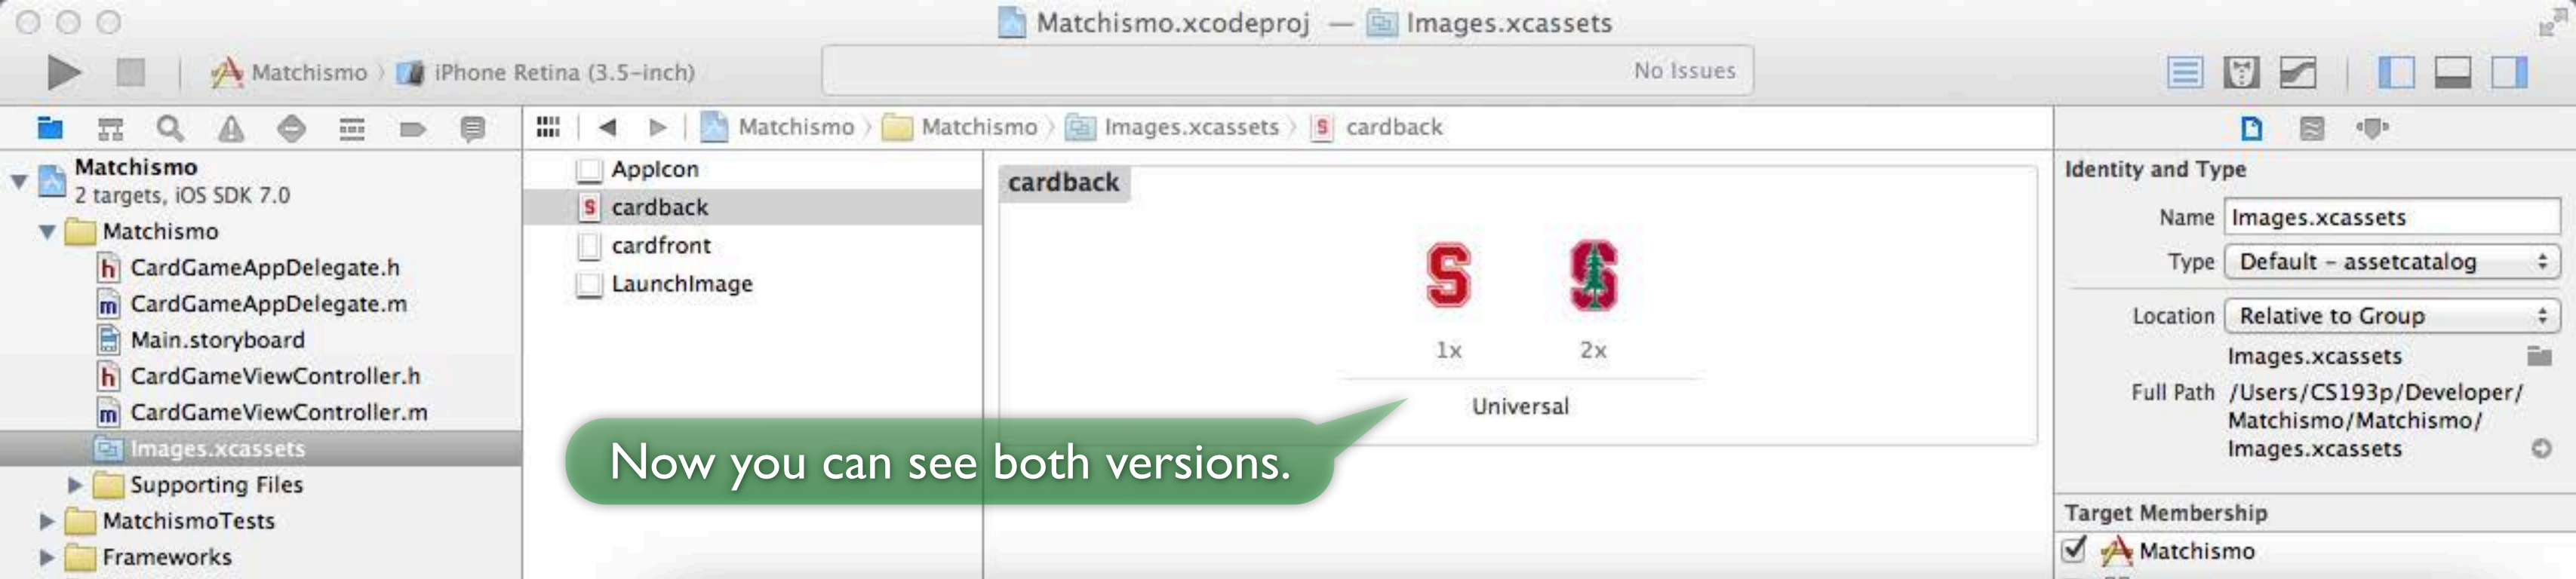 Matchismo.xcodeproj — Images.xcassets
Matchismo iPhone Retina (3.5-inch) No Issues
Matchismo Matchismo Images.xcassets cardback
Matchismo
2 targets, iOS SDK 7.0
Matchismo
CardGameAppDelegate.h
CardGameAppDelegate.m
Main.storyboard
CardGameViewController.h
CardGameViewController.m
Images.xcassets
Supporting Files
MatchismoTests
Frameworks
AppIcon
cardback
cardfront
LaunchImage
cardback
S S
1x 2x
Universal
Now you can see both versions.
Identity and Type
Name Images.xcassets
Type Default - assetcatalog
Location Relative to Group
Images.xcassets
Full Path /Users/CS193p/Developer/
Matchismo/Matchismo/
Images.xcassets
Target Membership
Matchismo